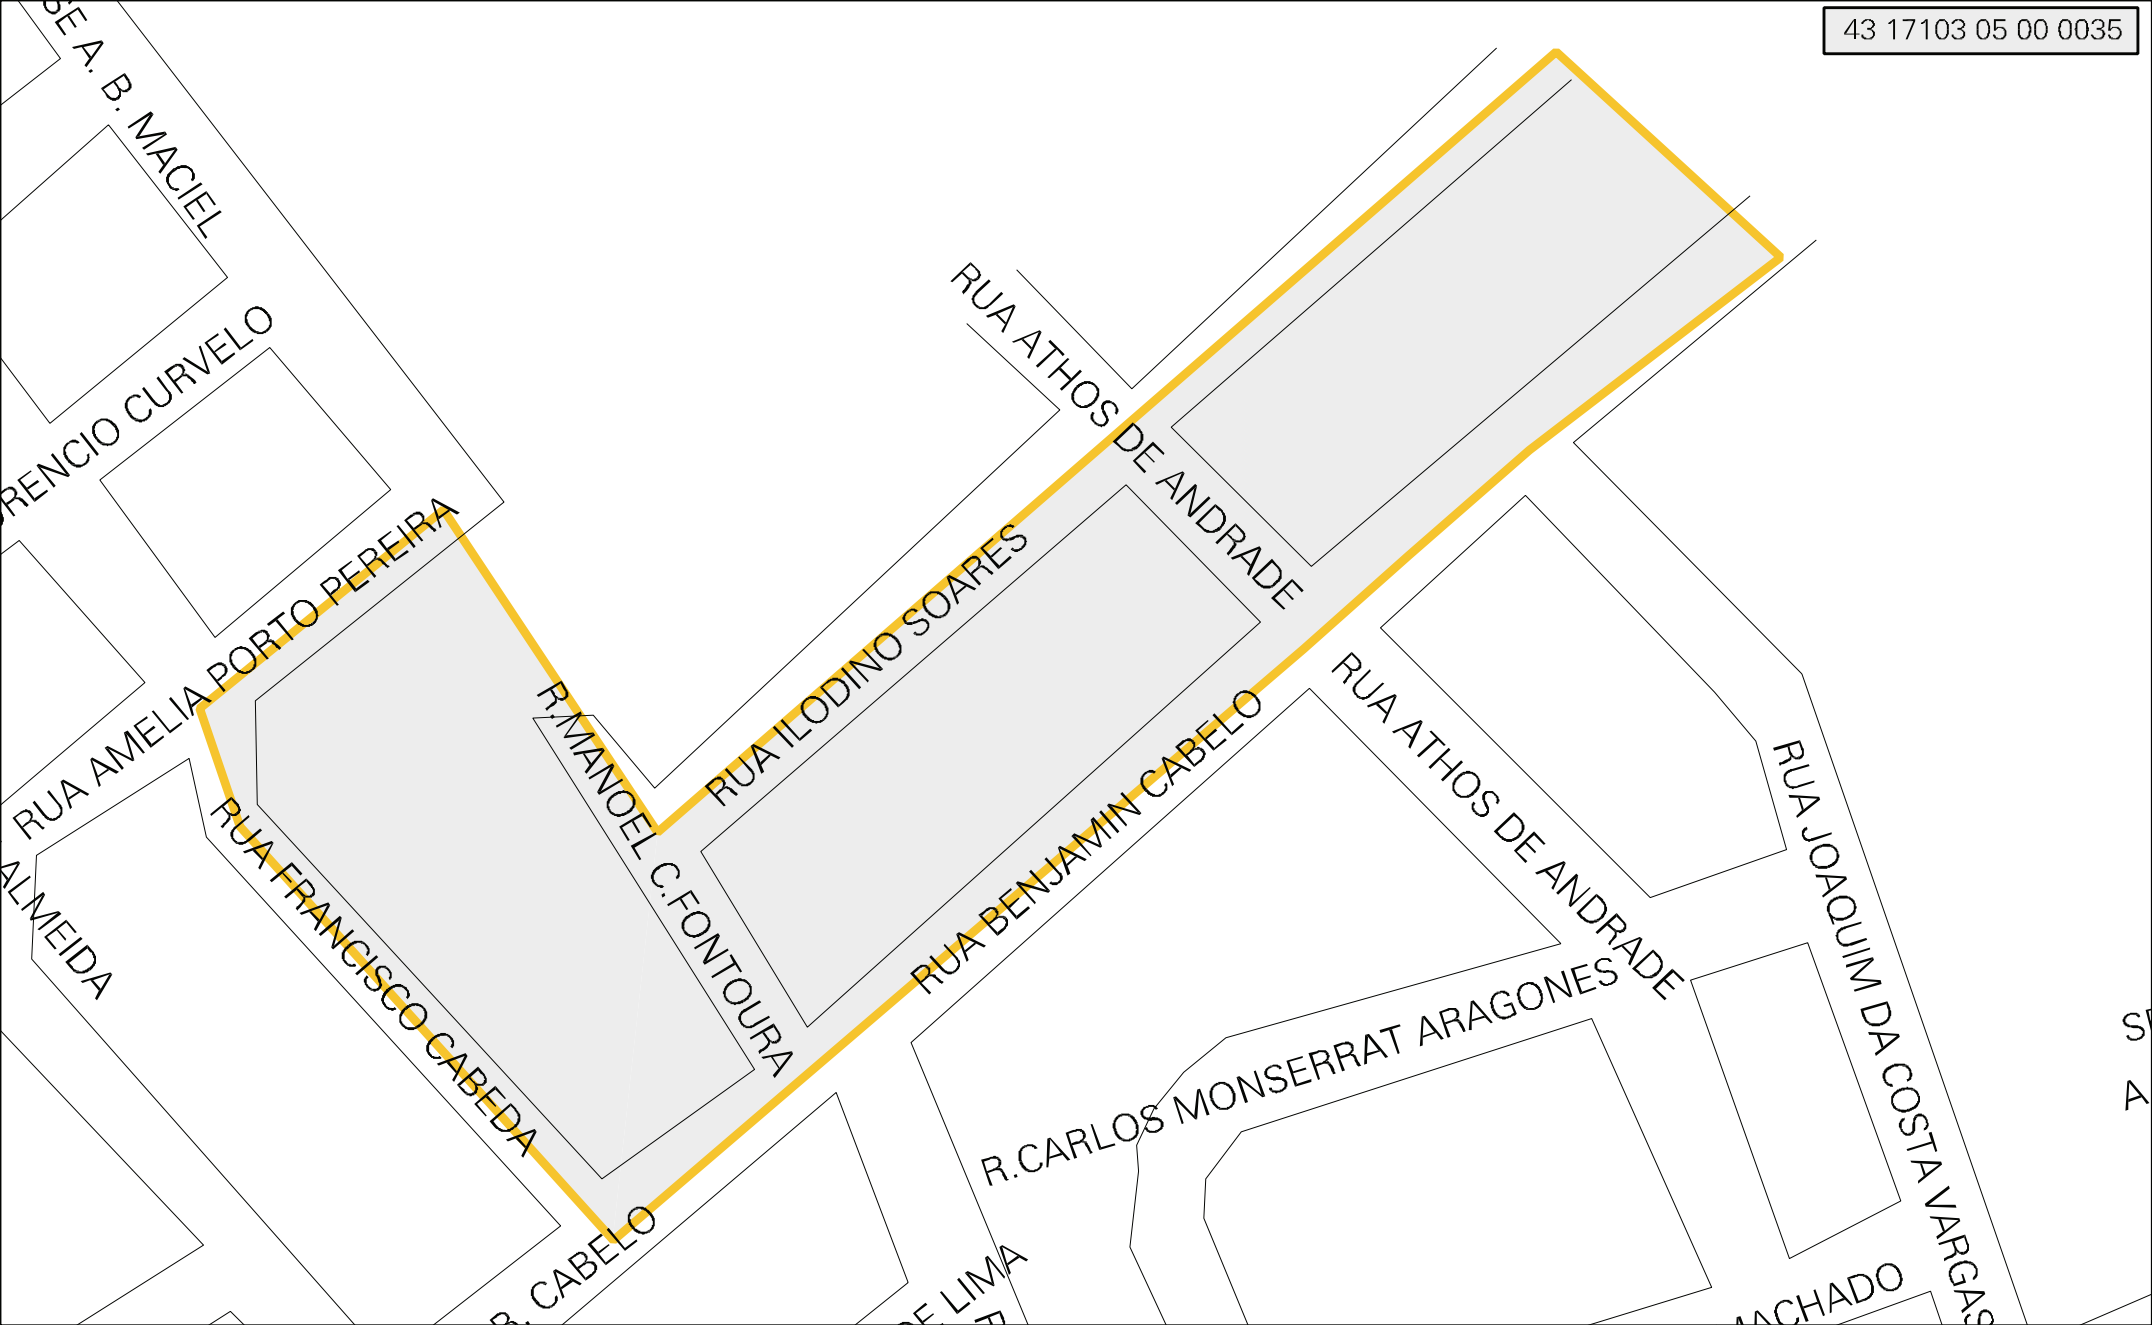 43 17103 05 00 0035
SE A. B. MACIEL
RENCIO CURVELO
RUA ATHOS DE ANDRADE
RUA AMELIA PORTO PEREIRA
RUA ILODINO SOARES
R.MANOEL C.FONTOURA
RUA BENJAMIN CABELO
RUA ATHOS DE ANDRADE
RUA JOAQUIM DA COSTA VARGAS
RUA FRANCISCO CABEDA
ALMEIDA
R.CARLOS MONSERRAT ARAGONES
A
B. CABELO
DE LIMA
MACHADO